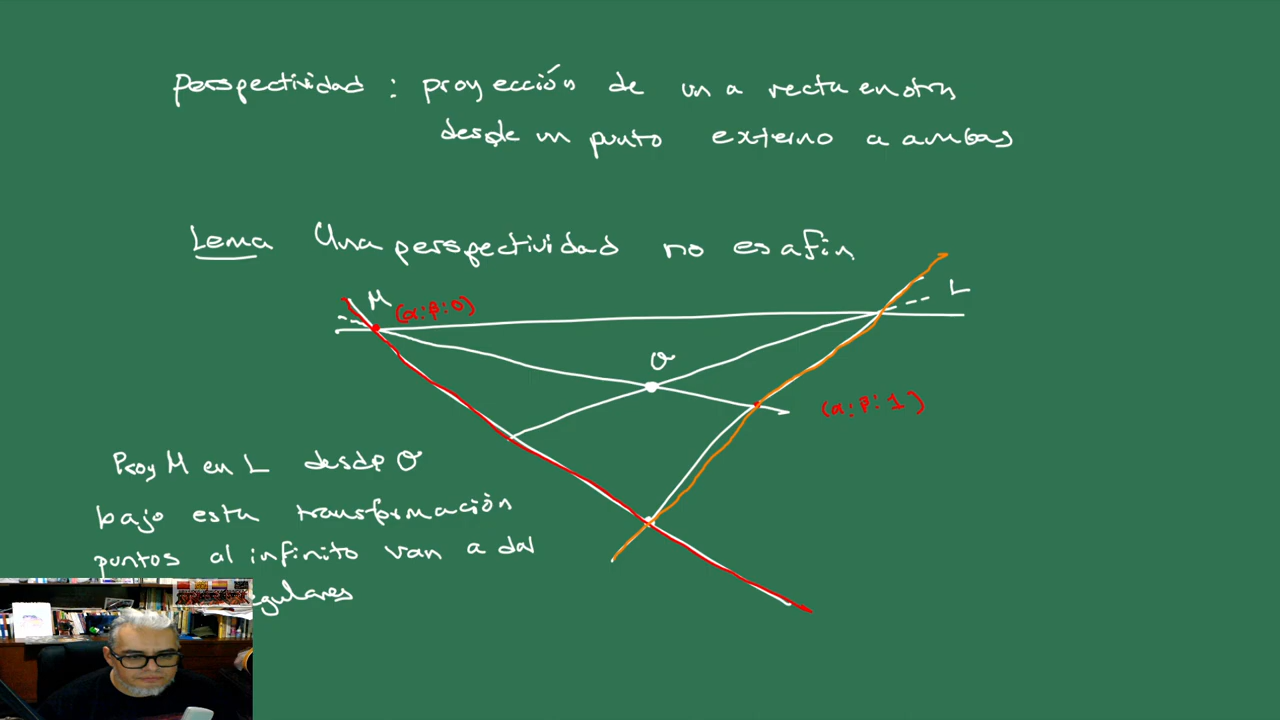 Perspectividad : proyección de una recta en otra
desde un punto externo a ambas
Lema Una perspectividad no es afín
M
(α:β:0)
L
O
(α:β:1)
Proy M en L desde O
bajo esta transformación
puntos al infinito van a dar